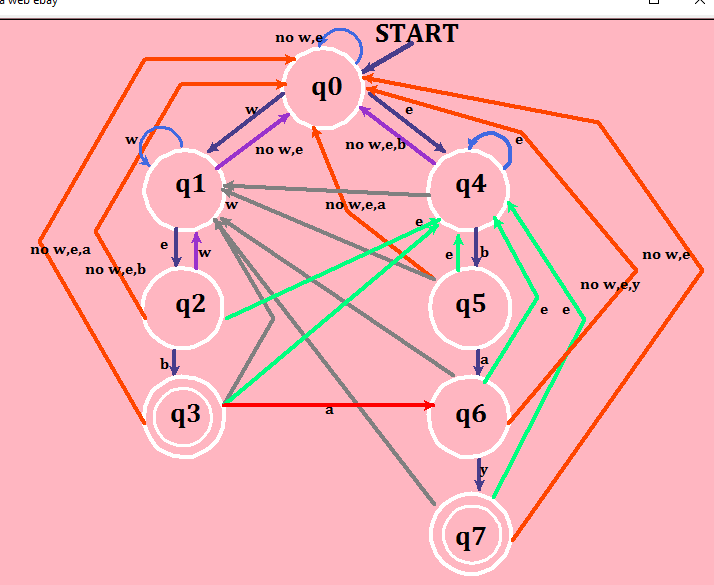 a web ebay
START
no w,e
q0
w
e
no w,e
no w,e,b
w
e
q1
q4
w
no w,e,a
e
e
w
e
b
no w,e,a
no w,e,b
no w,e
no w,e,y
q2
q5
e
e
b
a
q3
a
q6
y
q7